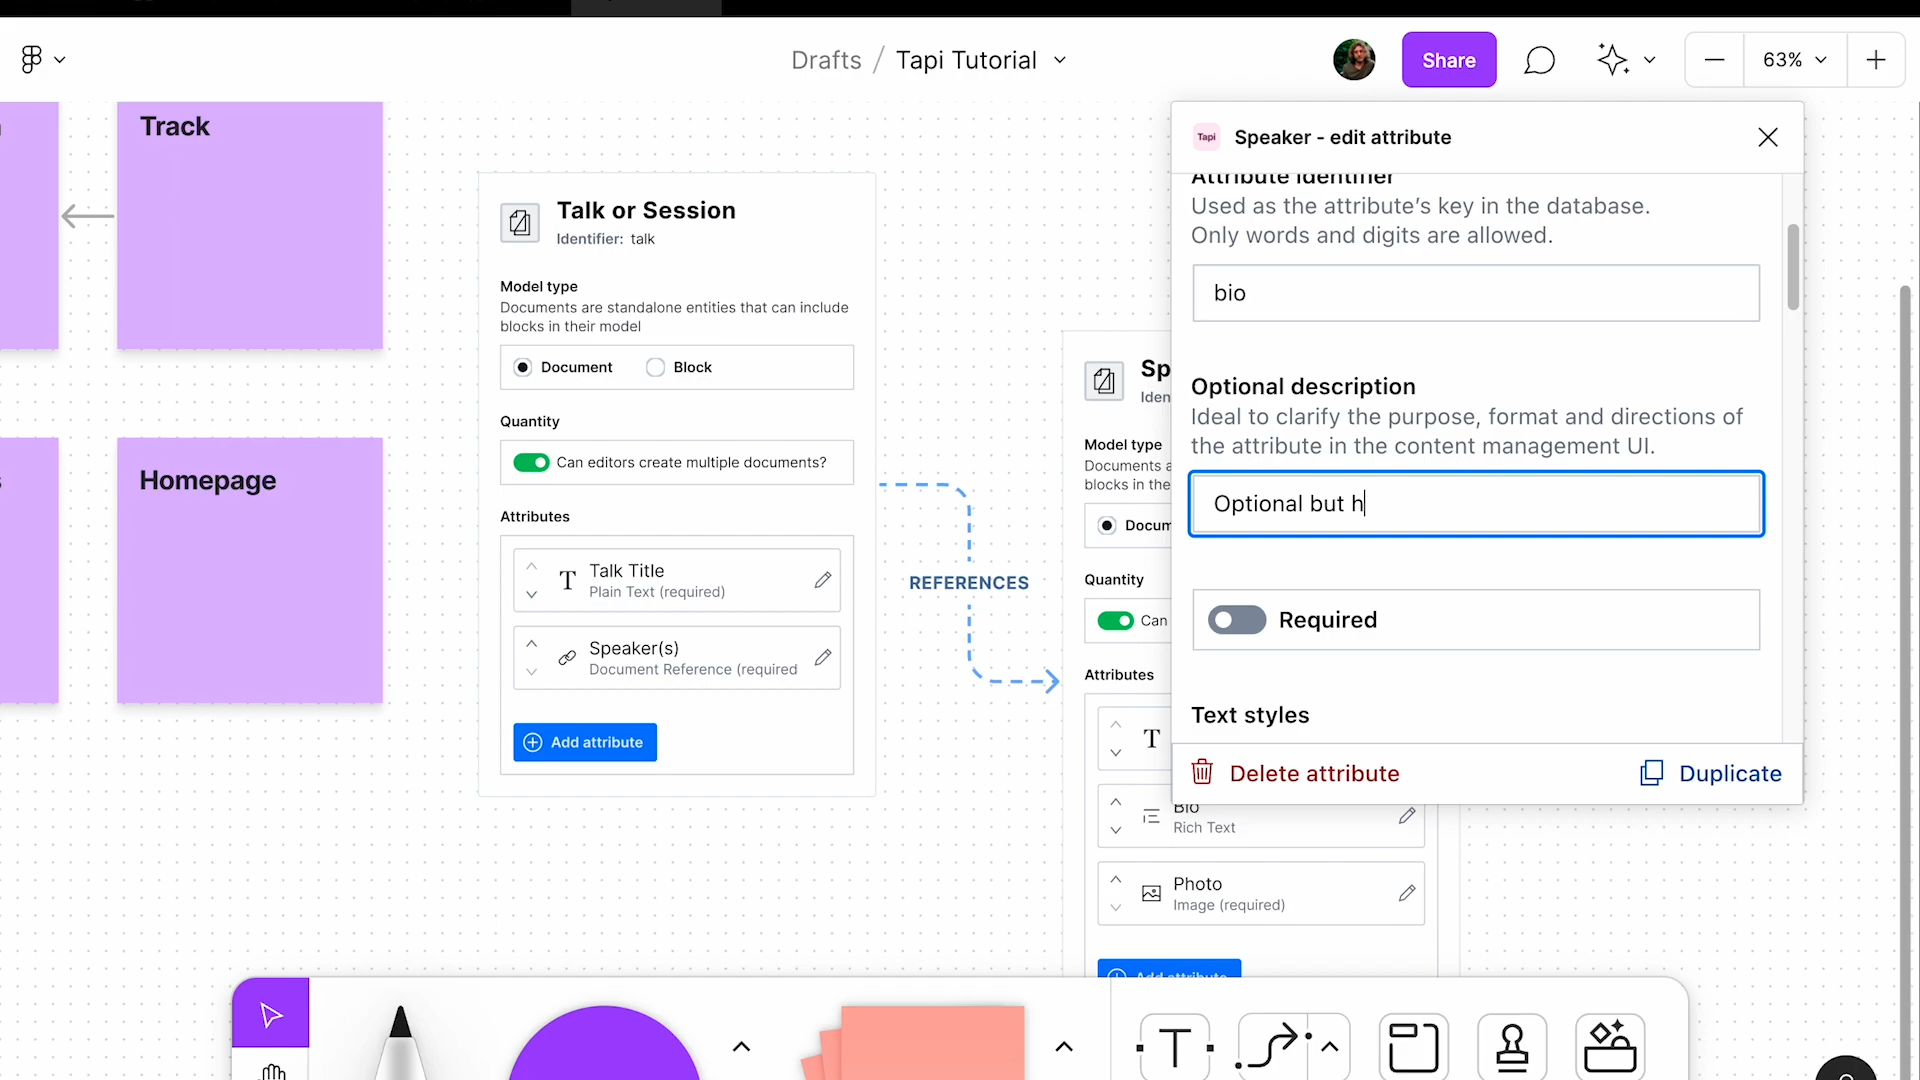 Drafts / Tapi Tutorial
Share
63%
Track
Homepage
Talk or Session
Identifier: talk
Model type
Documents are standalone entities that can include
blocks in their model
Document
Block
Quantity
Can editors create multiple documents?
Attributes
Talk Title
Plain Text (required)
Speaker(s)
Document Reference (required
Add attribute
REFERENCES
Sp
Iden
Model type
Documents a
blocks in the
Docum
Quantity
Can
Attributes
Bio
Rich Text
Photo
Image (required)
Add attribute
Tapi
Speaker - edit attribute
Attribute identifier
Used as the attribute’s key in the database.
Only words and digits are allowed.
bio
Optional description
Ideal to clarify the purpose, format and directions of
the attribute in the content management UI.
Optional but h
Required
Text styles
Delete attribute
Duplicate